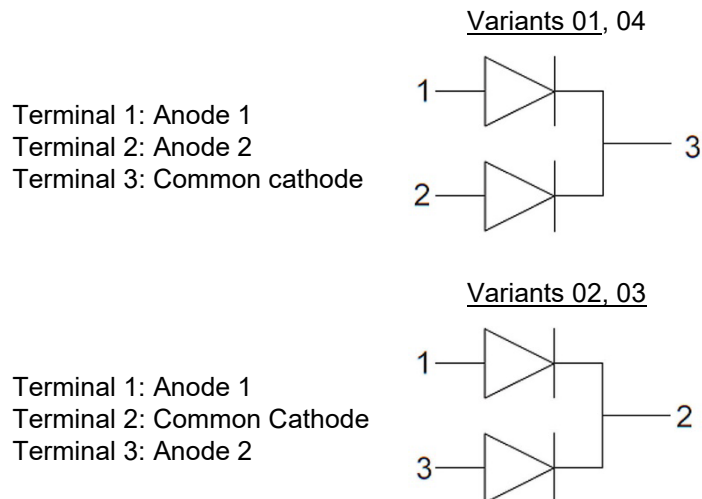 Variants 01, 04
Terminal 1: Anode 1
Terminal 2: Anode 2
Terminal 3: Common cathode
1
2
3
Variants 02, 03
Terminal 1: Anode 1
Terminal 2: Common Cathode
Terminal 3: Anode 2
1
3
2